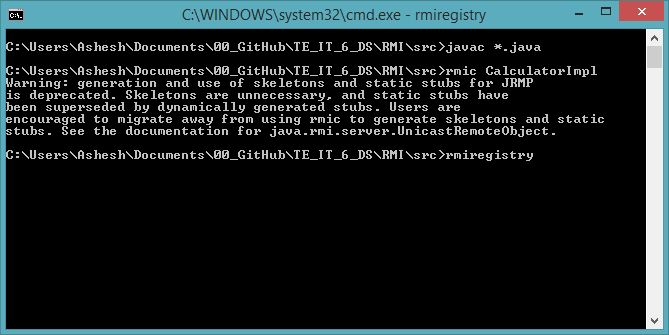 C:\WINDOWS\system32\cmd.exe - rmiregistry
C:\Users\Ashesh\Documents\00_GitHub\TE_IT_6_DS\RMI\src>javac *.java
C:\Users\Ashesh\Documents\00_GitHub\TE_IT_6_DS\RMI\src>rmic CalculatorImpl
Warning: generation and use of skeletons and static stubs for JRMP
is deprecated. Skeletons are unnecessary, and static stubs have
been superseded by dynamically generated stubs. Users are
encouraged to migrate away from using rmic to generate skeletons and static
stubs. See the documentation for java.rmi.server.UnicastRemoteObject.
C:\Users\Ashesh\Documents\00_GitHub\TE_IT_6_DS\RMI\src>rmiregistry